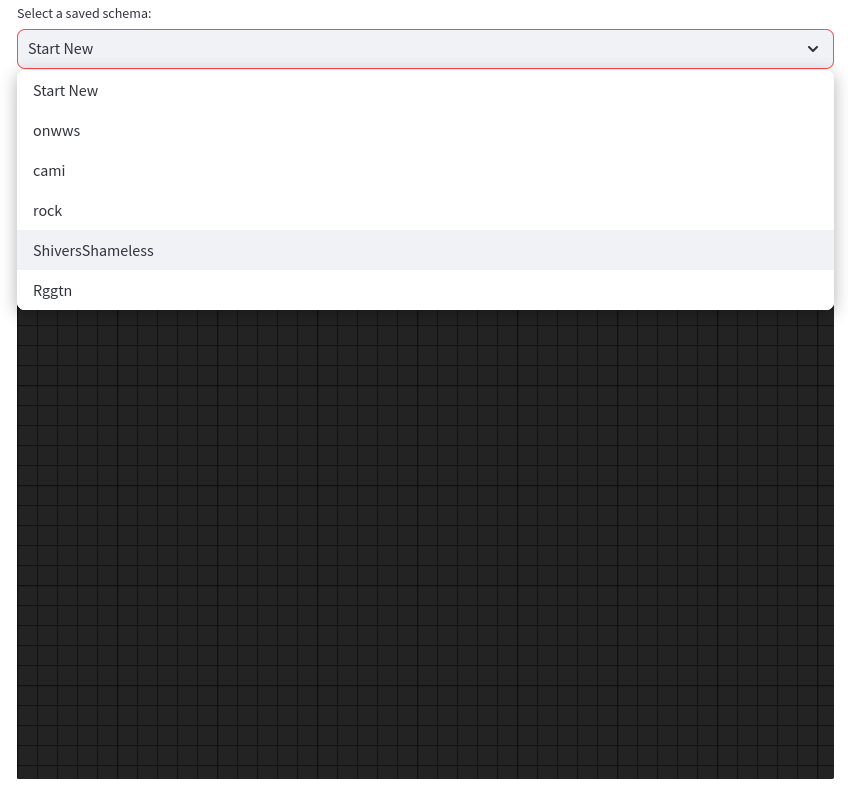 Select a saved schema:
Start New
Start New
onwws
cami
rock
ShiversShameless
Rggtn